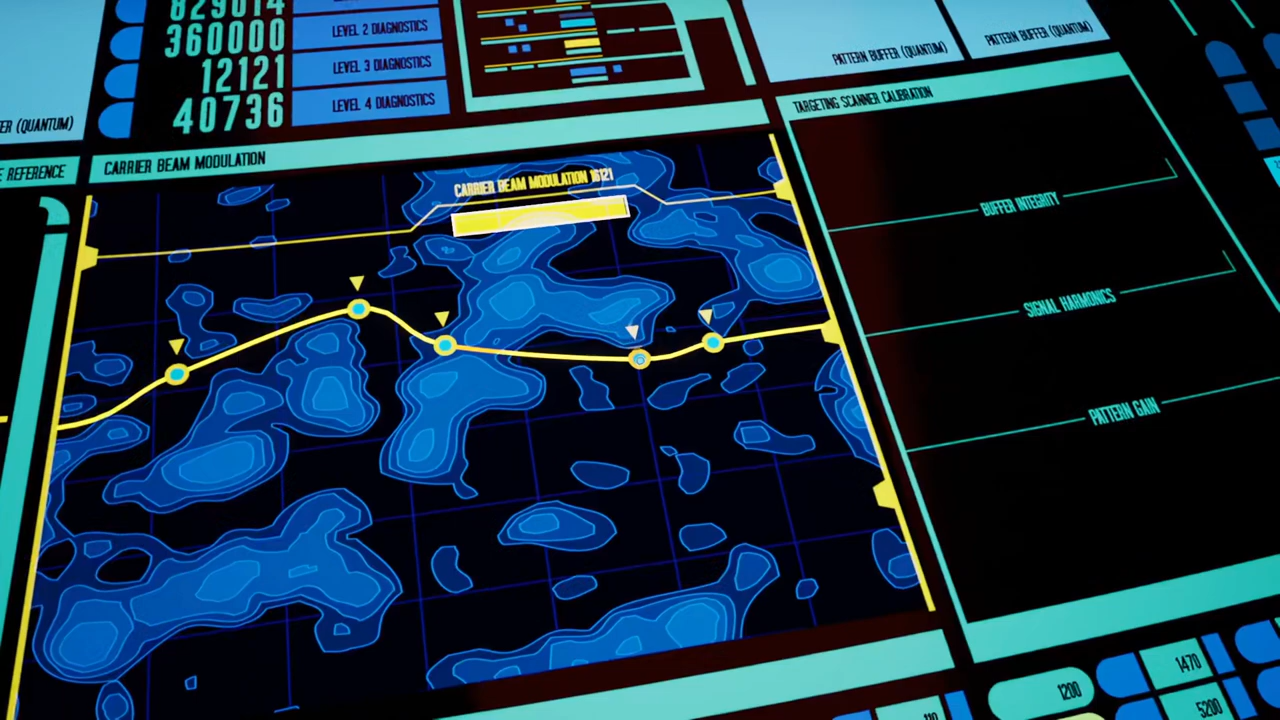 829014
360000
12121
40736
LEVEL 2 DIAGNOSTICS
LEVEL 3 DIAGNOSTICS
LEVEL 4 DIAGNOSTICS
PATTERN BUFFER (QUANTUM)
PATTERN BUFFER (QUANTUM)
(QUANTUM)
REFERENCE
CARRIER BEAM MODULATION
CARRIER BEAM MODULATION 16121
TARGETING SCANNER CALIBRATION
BUFFER INTEGRITY
SIGNAL HARMONICS
PATTERN GAIN
1200
1470
5200
110